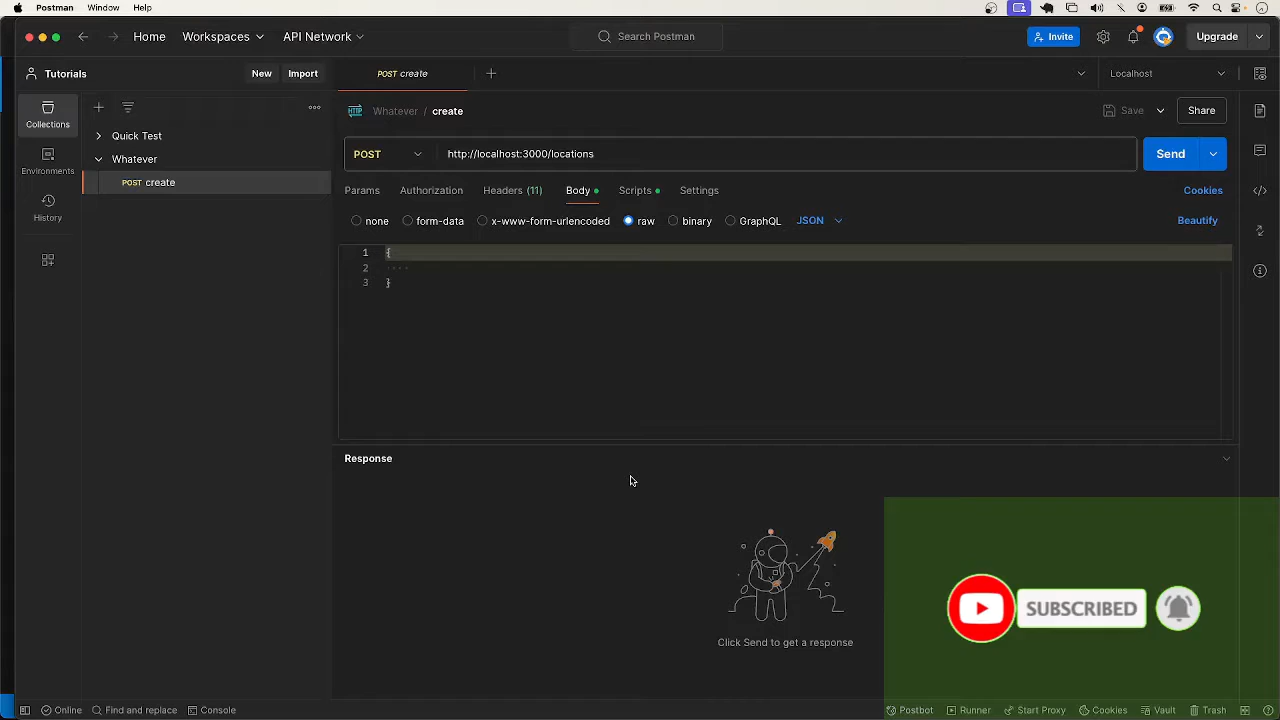 Postman Window Help
Home Workspaces API Network Search Postman Invite Upgrade
Tutorials New Import POST create Localhost
Collections
Environments
History
Quick Test
Whatever
POST create
Whatever / create Save Share
POST http://localhost:3000/locations Send
Params Authorization Headers (11) Body Scripts Settings Cookies
none form-data x-www-form-urlencoded raw binary GraphQL JSON Beautify
1 {
2 ....
3 }
Response
Click Send to get a response
SUBSCRIBED
Online Find and replace Console Postbot Runner Start Proxy Cookies Vault Trash